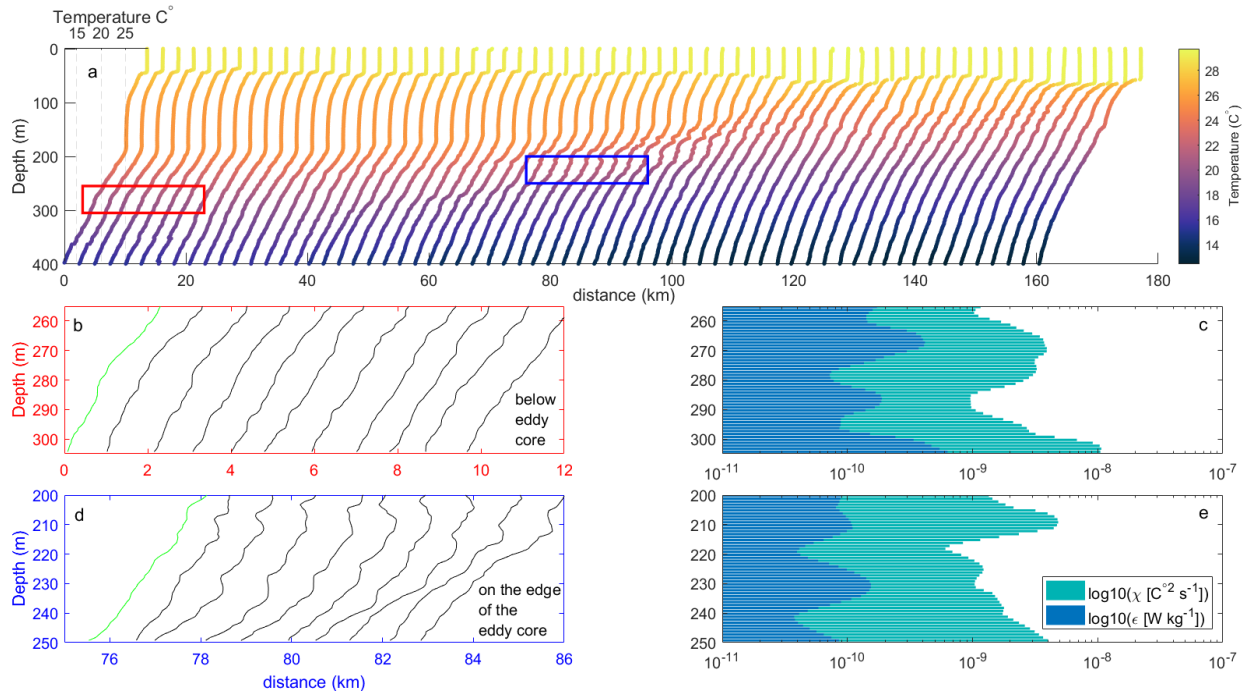 Temperature C°
15 20 25
a
0
100
200
300
400
Depth (m)
0 20 40 60 80 100 120 140 160 180
distance (km)
28
26
24
22
20
18
16
14
Temperature (C°)
b
260
270
280
290
300
Depth (m)
below
eddy
core
0 2 4 6 8 10 12
c
260
270
280
290
300
10^-11 10^-10 10^-9 10^-8 10^-7
d
200
210
220
230
240
250
Depth (m)
on the edge
of the
eddy core
76 78 80 82 84 86
distance (km)
e
200
210
220
230
240
250
log10(χ [C°² s⁻¹])
log10(ϵ [W kg⁻¹])
10^-11 10^-10 10^-9 10^-8 10^-7